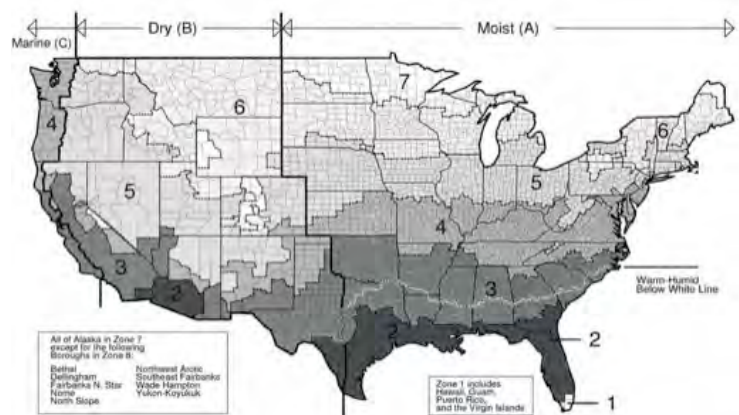 Marine (C)
Dry (B)
Moist (A)
7
6
6
4
5
5
4
3
3
2
2
Warm-Humid
Below White Line
2
1
All of Alaska in Zone 7
except for the following
Boroughs in Zone 8:
Bethel
Dellingham
Fairbanks N. Star
Nome
North Slope
Northwest Arctic
Southeast Fairbanks
Wade Hampton
Yukon-Koyukuk
Zone 1 includes
Hawaii, Guam,
Puerto Rico,
and the Virgin Islands